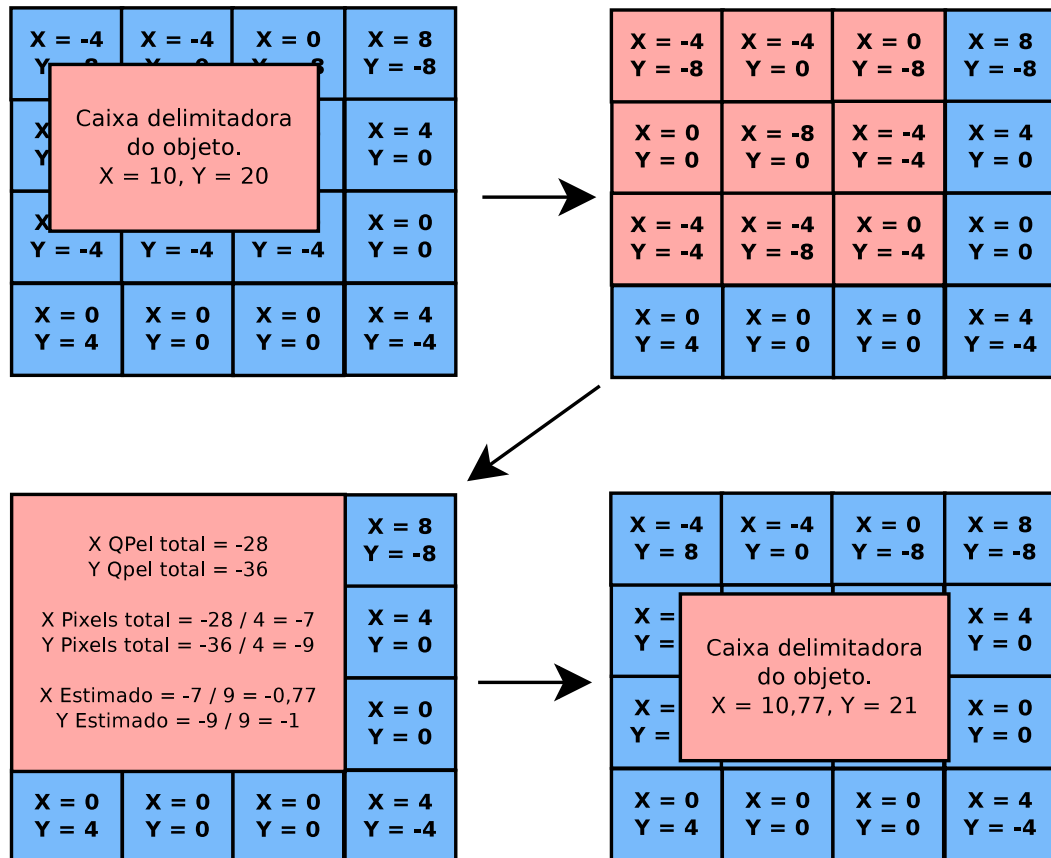 X = -4 X = -4 X = 0 X = 8
Y = -8
Caixa delimitadora
do objeto.
X = 10, Y = 20
X X = 4
Y Y = 0
X X = 0
Y = -4 Y = -4 Y = -4 Y = 0
X = 0 X = 0 X = 0 X = 4
Y = 4 Y = 0 Y = 0 Y = -4
X = -4 X = -4 X = 0 X = 8
Y = -8 Y = 0 Y = -8 Y = -8
X = 0 X = -8 X = -4 X = 4
Y = 0 Y = 0 Y = -4 Y = 0
X = -4 X = -4 X = 0 X = 0
Y = -4 Y = -8 Y = -4 Y = 0
X = 0 X = 0 X = 0 X = 4
Y = 4 Y = 0 Y = 0 Y = -4
X QPel total = -28
Y Qpel total = -36
X Pixels total = -28 / 4 = -7
Y Pixels total = -36 / 4 = -9
X Estimado = -7 / 9 = -0,77
Y Estimado = -9 / 9 = -1
X = 8
Y = -8
X = 4
Y = 0
X = 0
Y = 0
X = 0 X = 0 X = 0 X = 4
Y = 4 Y = 0 Y = 0 Y = -4
X = -4 X = -4 X = 0 X = 8
Y = 8 Y = 0 Y = -8 Y = -8
X = X = 4
Y = Y = 0
Caixa delimitadora
do objeto.
X = 10,77, Y = 21
X = X = 0
Y = Y = 0
X = 0 X = 0 X = 0 X = 4
Y = 4 Y = 0 Y = 0 Y = -4